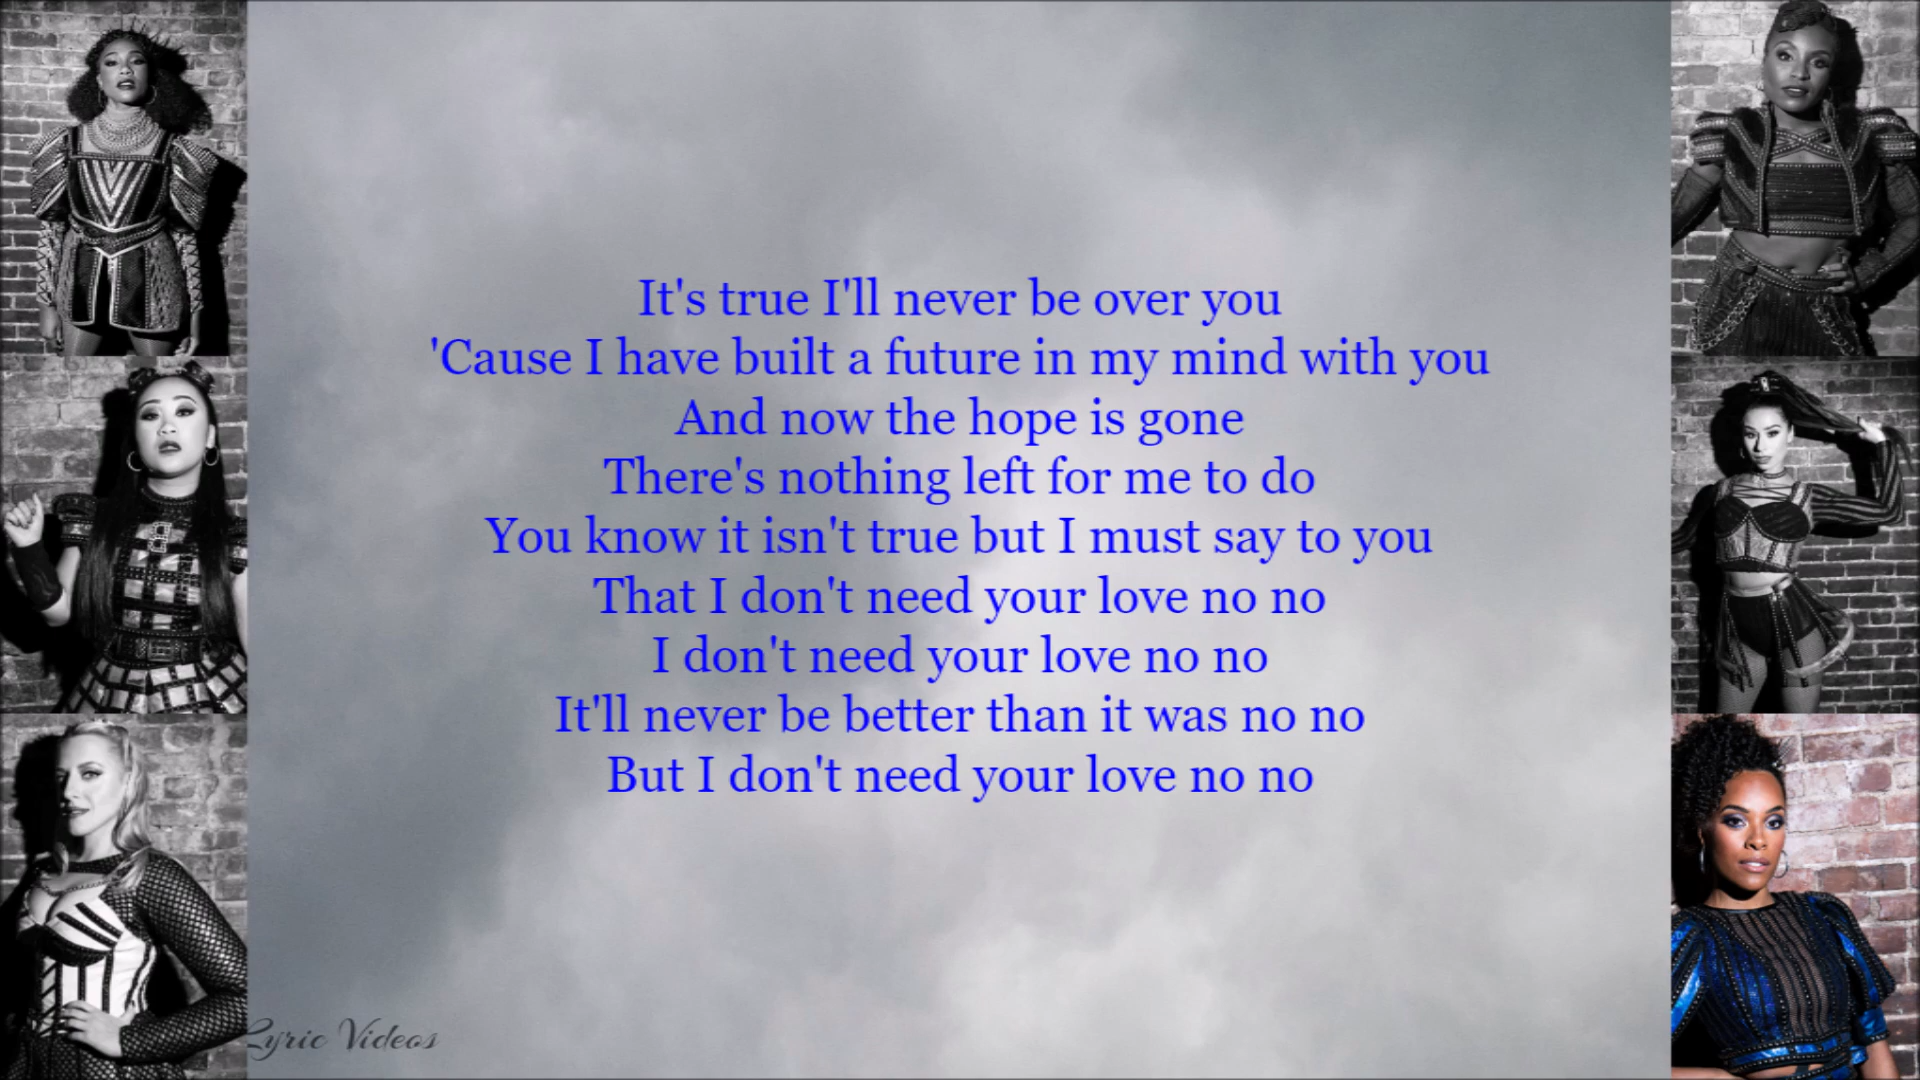 It's true I'll never be over you
'Cause I have built a future in my mind with you
And now the hope is gone
There's nothing left for me to do
You know it isn't true but I must say to you
That I don't need your love no no
I don't need your love no no
It'll never be better than it was no no
But I don't need your love no no
Lyric Videos